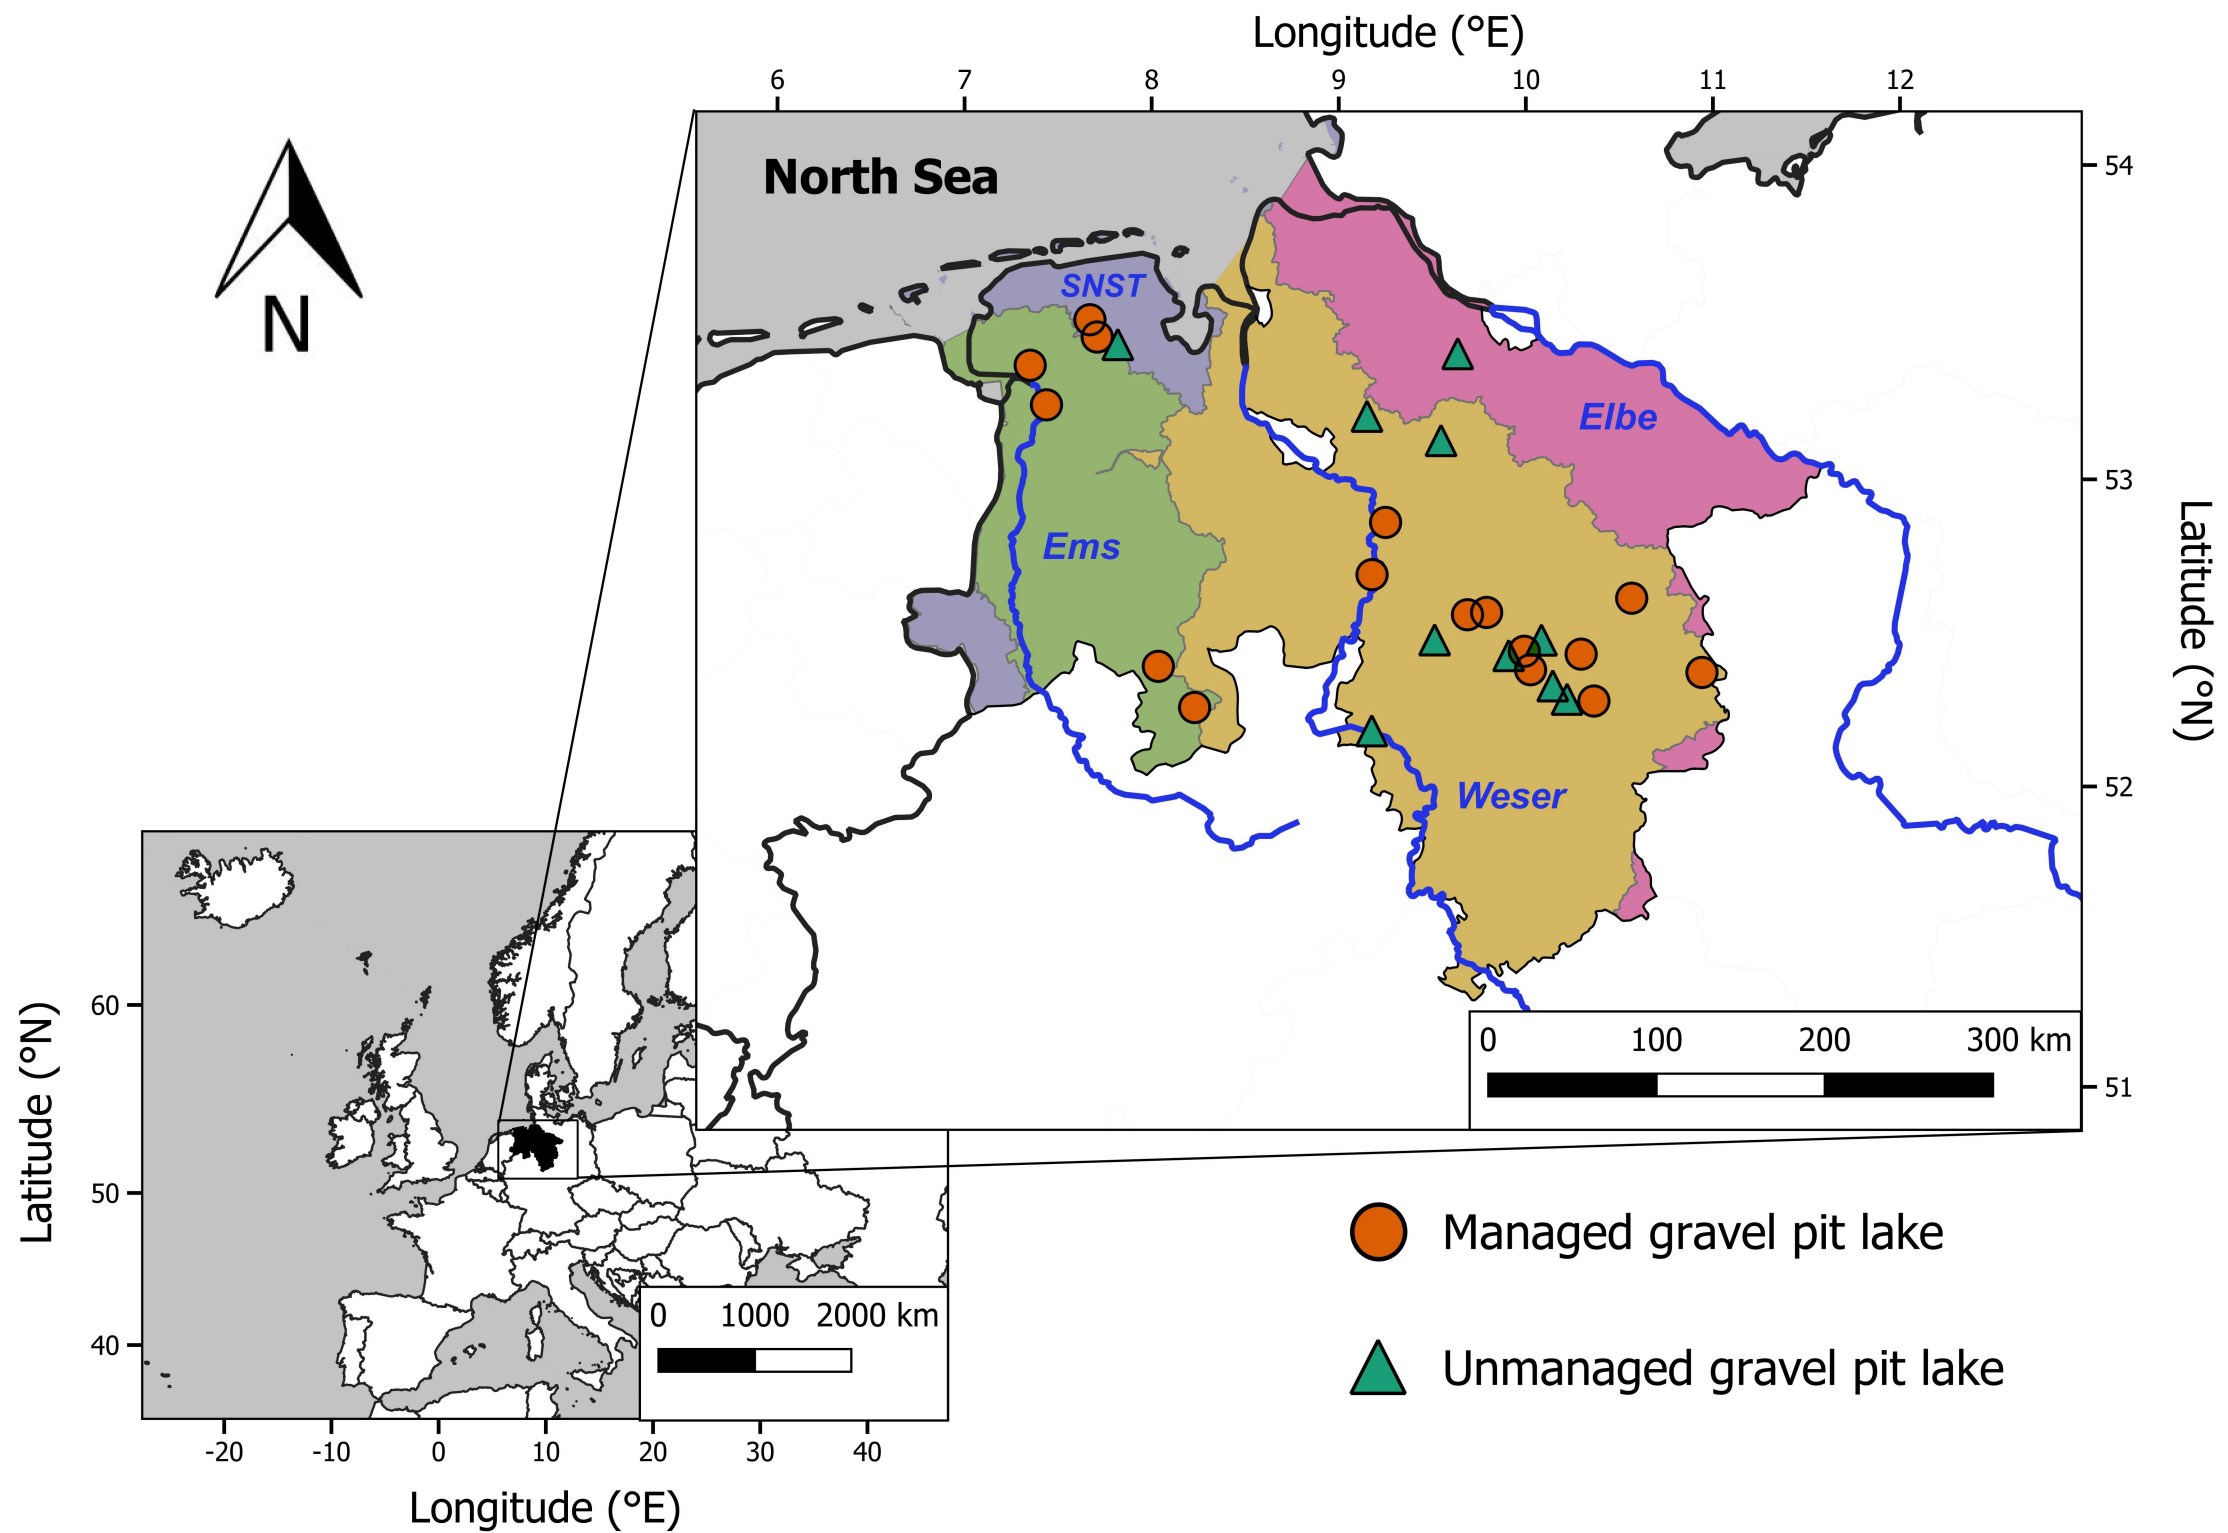 Longitude (°E)
6 7 8 9 10 11 12
North Sea
54
SNST
N
Elbe
53
Ems
Latitude (°N)
52
Weser
60
0 100 200 300 km
51
Latitude (°N)
50
Managed gravel pit lake
0 1000 2000 km
40
Unmanaged gravel pit lake
-20 -10 0 10 20 30 40
Longitude (°E)